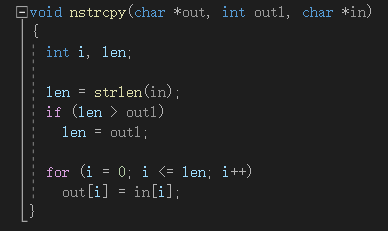 void nstrcpy(char *out, int outl, char *in)
{
int i, len;
len = strlen(in);
if (len > outl)
len = outl;
for (i = 0; i <= len; i++)
out[i] = in[i];
}